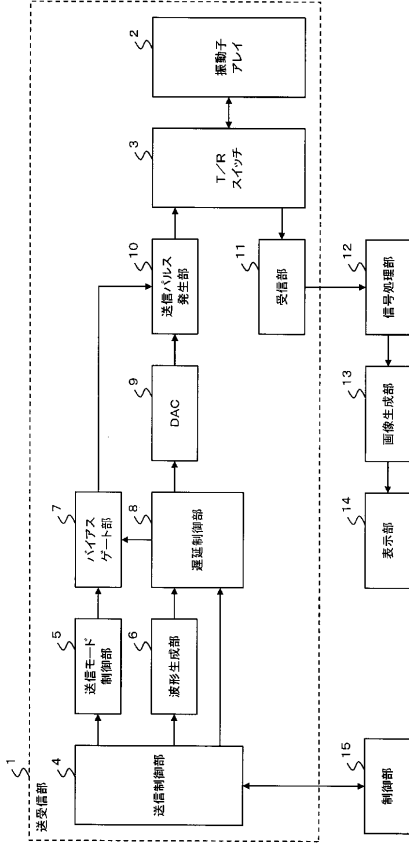 1
送受信部
4
送信制御部
5
送信モード
制御部
6
波形生成部
7
バイアス
ゲート部
8
遅延制御部
9
DAC
10
送信パルス
発生部
3
T/R
スイッチ
2
振動子
アレイ
11
受信部
12
信号処理部
13
画像生成部
14
表示部
15
制御部